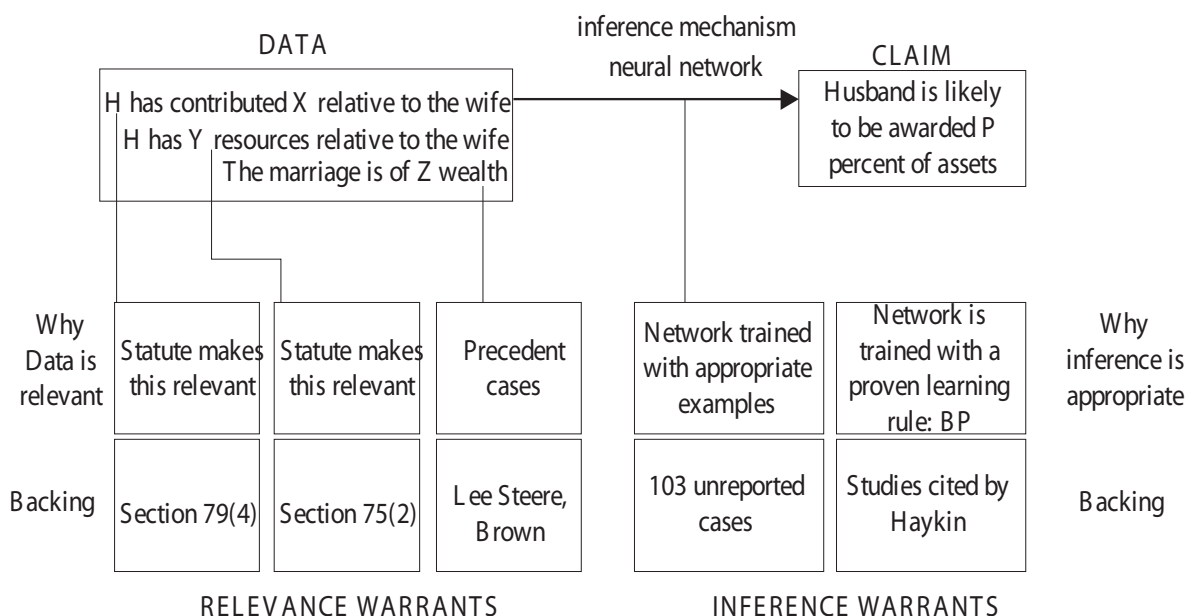 inference mechanism
neural network
DATA
CLAIM
H has contributed X relative to the wife
H has Y resources relative to the wife
The marriage is of Z wealth
Husband is likely
to be awarded P
percent of assets
Why
Data is
relevant
Statute makes
this relevant
Statute makes
this relevant
Precedent
cases
Network trained
with appropriate
examples
Network is
trained with a
proven learning
rule: BP
Why
inference is
appropriate
Backing
Section 79(4)
Section 75(2)
Lee Steere,
Brown
103 unreported
cases
Studies cited by
Haykin
Backing
RELEVANCE WARRANTS
INFERENCE WARRANTS